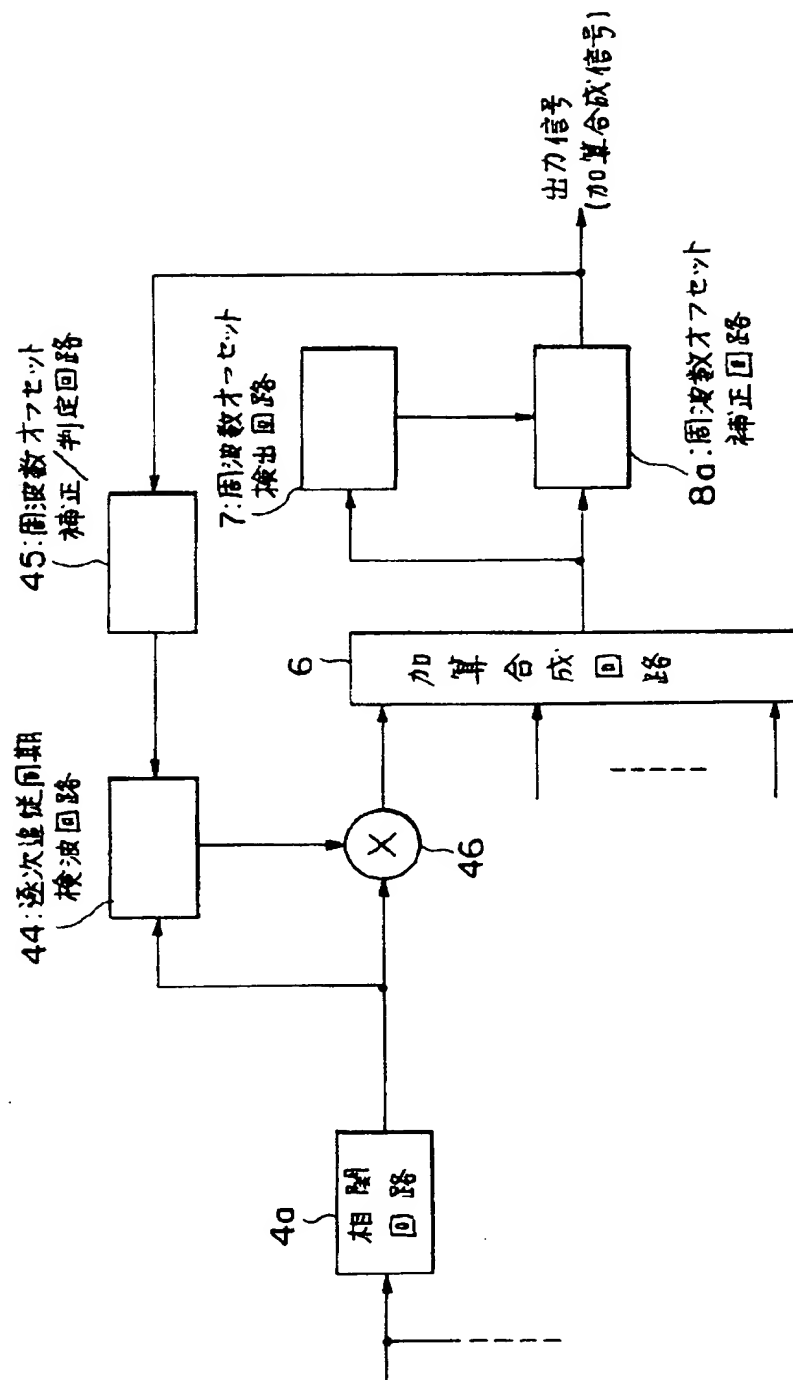 45:周波数オフセット
補正/判定回路
44:逐次追従同期
検波回路
7:周波数オフセット
検出回路
出力信号
(加算合成信号)
8a:周波数オフセット
補正回路
6
加算合成回路
X
46
4a
相関
回路